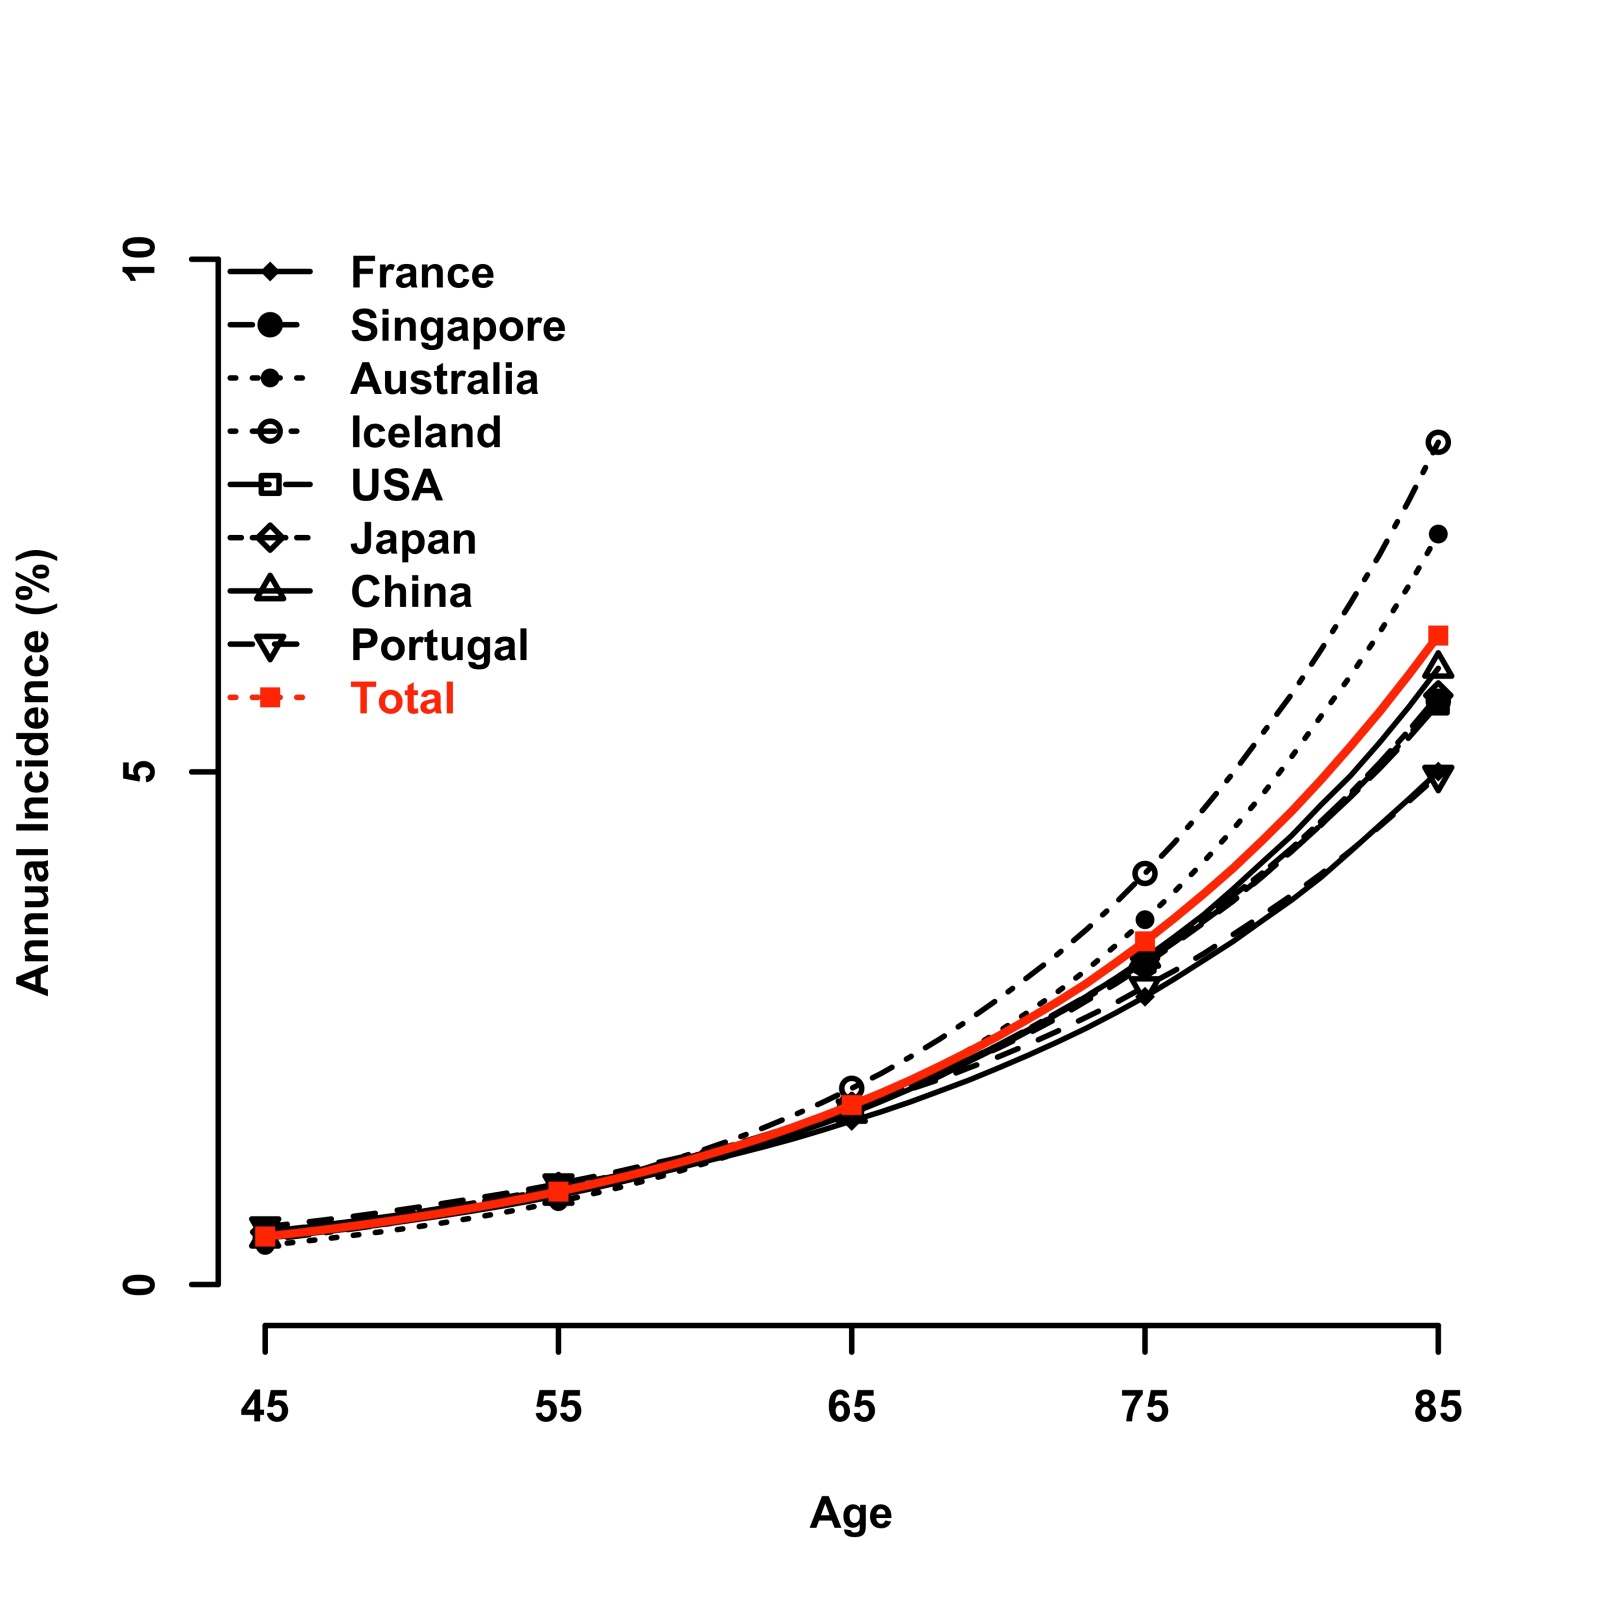 10
5
0
Annual Incidence (%)
France
Singapore
Australia
Iceland
USA
Japan
China
Portugal
Total
45 55 65 75 85
Age